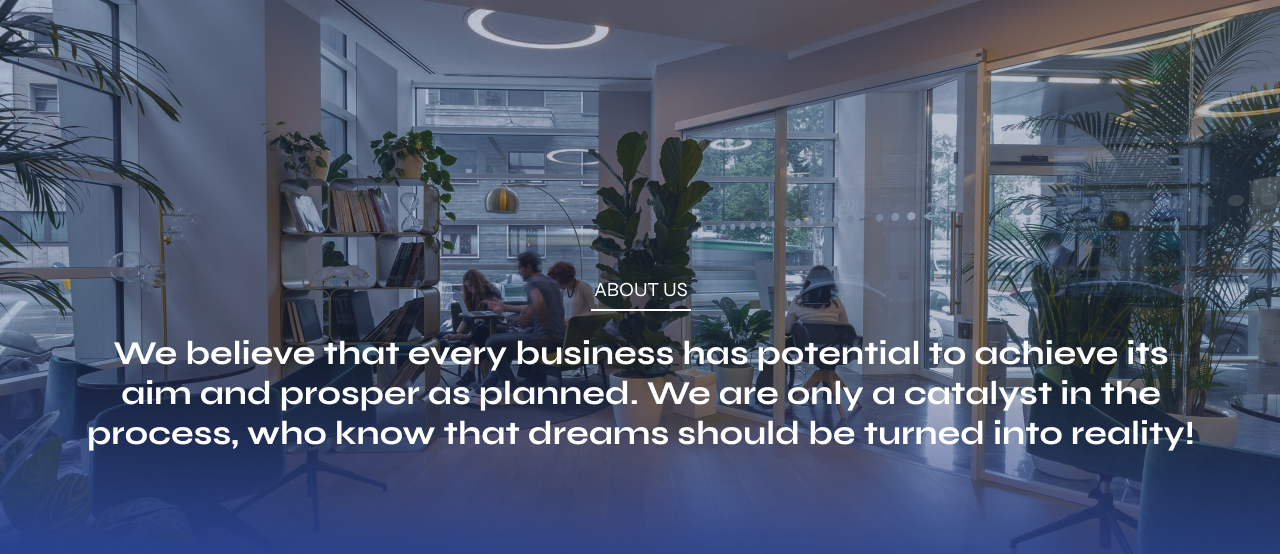 ABOUT US
We believe that every business has potential to achieve its
aim and prosper as planned. We are only a catalyst in the
process, who know that dreams should be turned into reality!